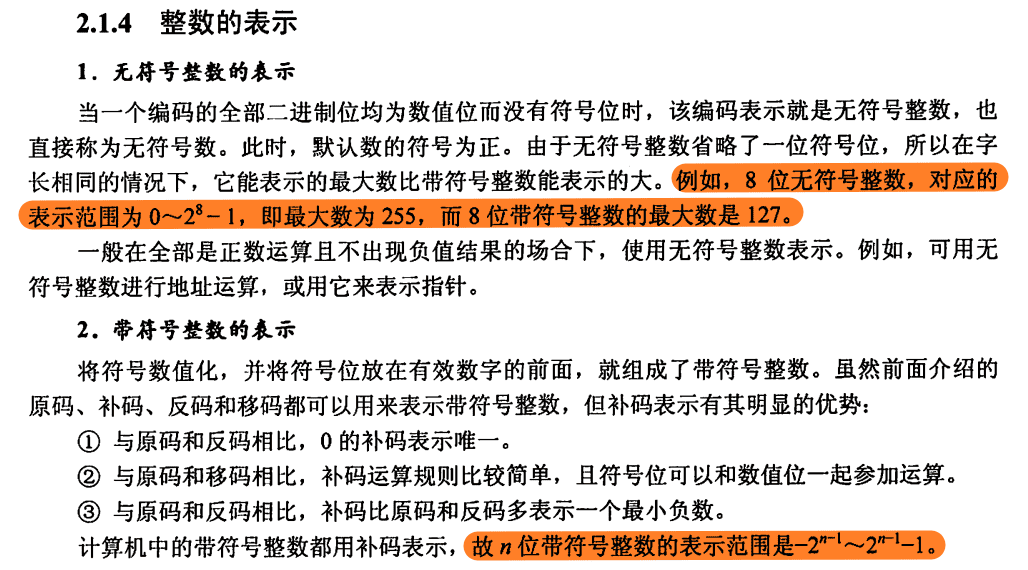 2.1.4 整数的表示
1．无符号整数的表示
当一个编码的全部二进制位均为数值位而没有符号位时，该编码表示就是无符号整数，也
直接称为无符号数。此时，默认数的符号为正。由于无符号整数省略了一位符号位，所以在字
长相同的情况下，它能表示的最大数比带符号整数能表示的大。例如，8 位无符号整数，对应的
表示范围为 0～2⁸－1，即最大数为 255，而 8 位带符号整数的最大数是 127。
一般在全部是正数运算且不出现负值结果的场合下，使用无符号整数表示。例如，可用无
符号整数进行地址运算，或用它来表示指针。
2．带符号整数的表示
将符号数值化，并将符号位放在有效数字的前面，就组成了带符号整数。虽然前面介绍的
原码、补码、反码和移码都可以用来表示带符号整数，但补码表示有其明显的优势：
① 与原码和反码相比，0 的补码表示唯一。
② 与原码和移码相比，补码运算规则比较简单，且符号位可以和数值位一起参加运算。
③ 与原码和反码相比，补码比原码和反码多表示一个最小负数。
计算机中的带符号整数都用补码表示，故 n 位带符号整数的表示范围是–2ⁿ⁻¹～2ⁿ⁻¹–1。